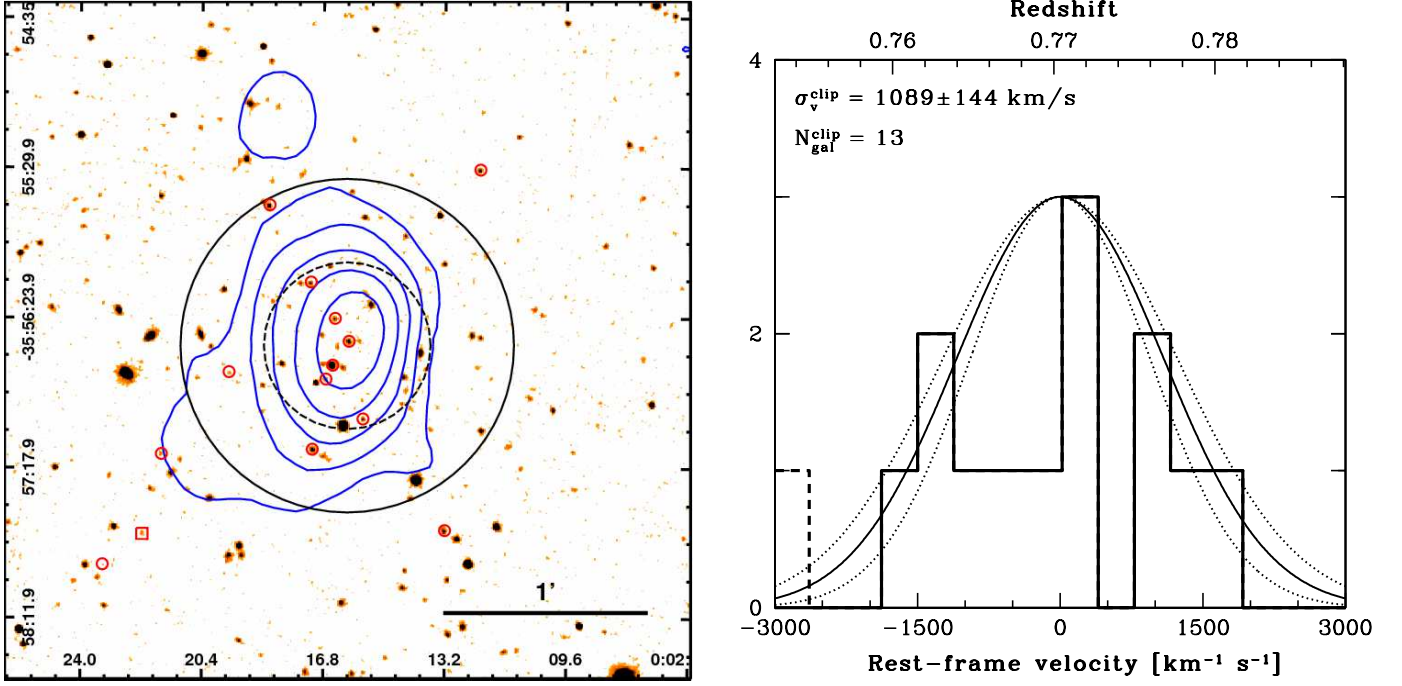 54:35
55:29.9
-35:56:23.9
57:17.9
58:11.9
1'
24.0 20.4 16.8 13.2 9.6 0:02:
Redshift
0.76 0.77 0.78
4
2
0
σ_v^clip = 1089±144 km/s
N_gal^clip = 13
−3000 −1500 0 1500 3000
Rest−frame velocity [km⁻¹ s⁻¹]